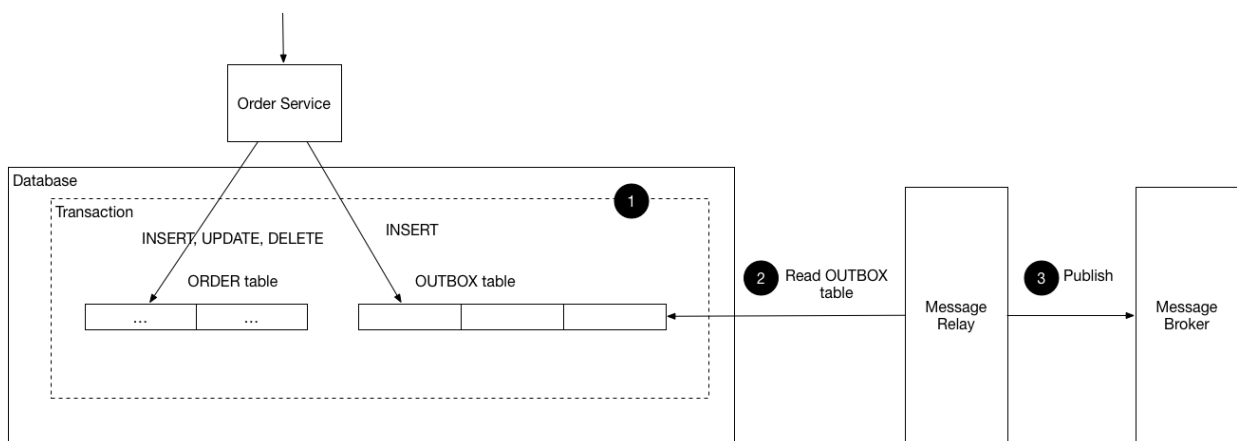 Order Service
Database
Transaction
1
INSERT, UPDATE, DELETE
INSERT
ORDER table
OUTBOX table
...
...
2
Read OUTBOX
table
3
Publish
Message
Relay
Message
Broker